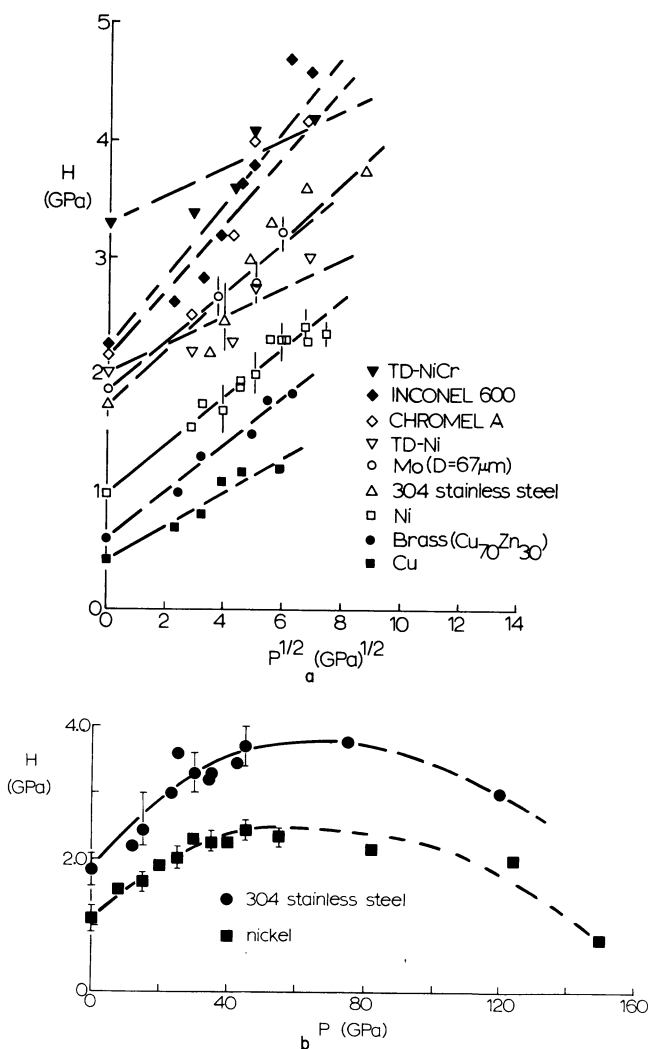 5
4
H
(GPa)
3
2
1
0
0 2 4 6 8 10 12 14
P^1/2 (GPa)^1/2
a
▼ TD-NiCr
◆ INCONEL 600
◇ CHROMEL A
▽ TD-Ni
○ Mo (D=67μm)
△ 304 stainless steel
□ Ni
● Brass (Cu70Zn30)
■ Cu
4.0
H
(GPa)
2.0
0
● 304 stainless steel
■ nickel
0 40 80 120 160
P (GPa)
b